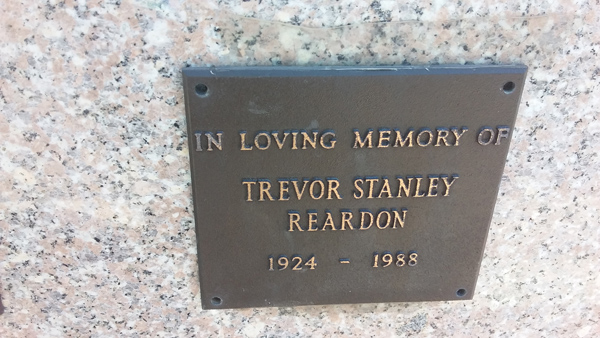 IN LOVING MEMORY OF
TREVOR STANLEY
REARDON
1924 - 1988